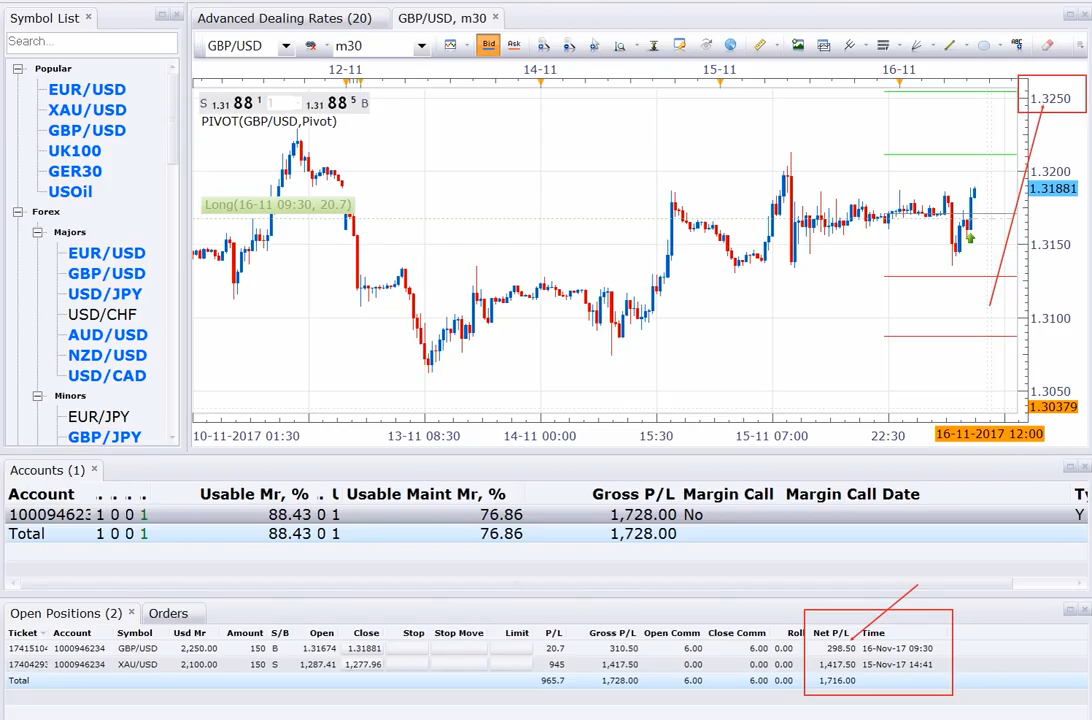 Symbol List
Advanced Dealing Rates (20)
GBP/USD, m30
Search...
GBP/USD
m30
Bid
Ask
ABC
Popular
EUR/USD
XAU/USD
GBP/USD
UK100
GER30
USOil
Forex
Majors
EUR/USD
GBP/USD
USD/JPY
USD/CHF
AUD/USD
NZD/USD
USD/CAD
Minors
EUR/JPY
GBP/JPY
12-11
14-11
15-11
16-11
S 1.31 88 1
1
1.31 88 5 B
PIVOT(GBP/USD,Pivot)
Long(16-11 09:30, 20.7)
1.3250
1.3200
1.31881
1.3150
1.3100
1.3050
1.30379
10-11-2017 01:30
13-11 08:30
14-11 00:00
15:30
15-11 07:00
22:30
16-11-2017 12:00
Accounts (1)
Account . . . . Usable Mr, % . U Usable Maint Mr, % Gross P/L Margin Call Margin Call Date Ty
100094623 1 0 0 1 88.43 0 1 76.86 1,728.00 No Y
Total 1 0 0 1 88.43 0 1 76.86 1,728.00
Open Positions (2)
Orders
Ticket Account Symbol Usd Mr Amount S/B Open Close Stop Stop Move Limit P/L Gross P/L Open Comm Close Comm Roll Net P/L Time
17415104 1000946234 GBP/USD 2,250.00 150 B 1.31674 1.31881 20.7 310.50 6.00 6.00 0.00 298.50 16-Nov-17 09:30
17404293 1000946234 XAU/USD 2,100.00 150 S 1,287.41 1,277.96 945 1,417.50 0.00 0.00 0.00 1,417.50 15-Nov-17 14:41
Total 965.7 1,728.00 6.00 6.00 0.00 1,716.00